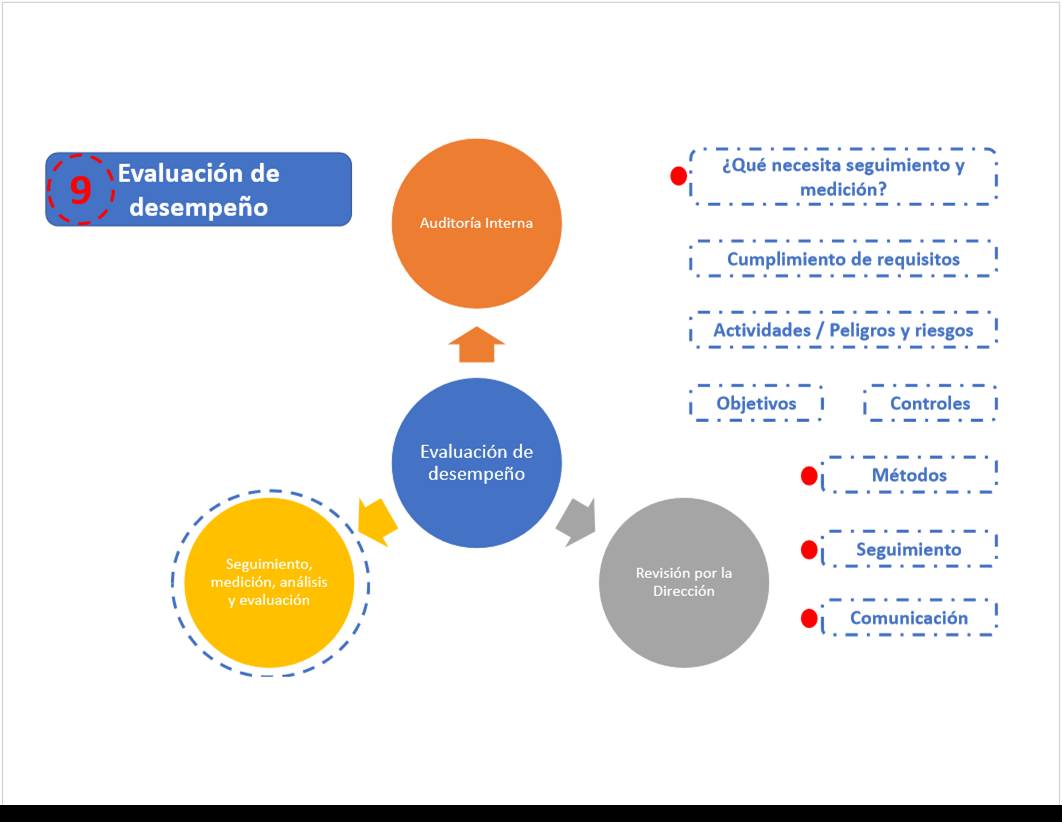 9
Evaluación de
desempeño
Auditoría Interna
Evaluación de
desempeño
Seguimiento,
medición, análisis
y evaluación
Revisión por la
Dirección
¿Qué necesita seguimiento y
medición?
Cumplimiento de requisitos
Actividades / Peligros y riesgos
Objetivos
Controles
Métodos
Seguimiento
Comunicación